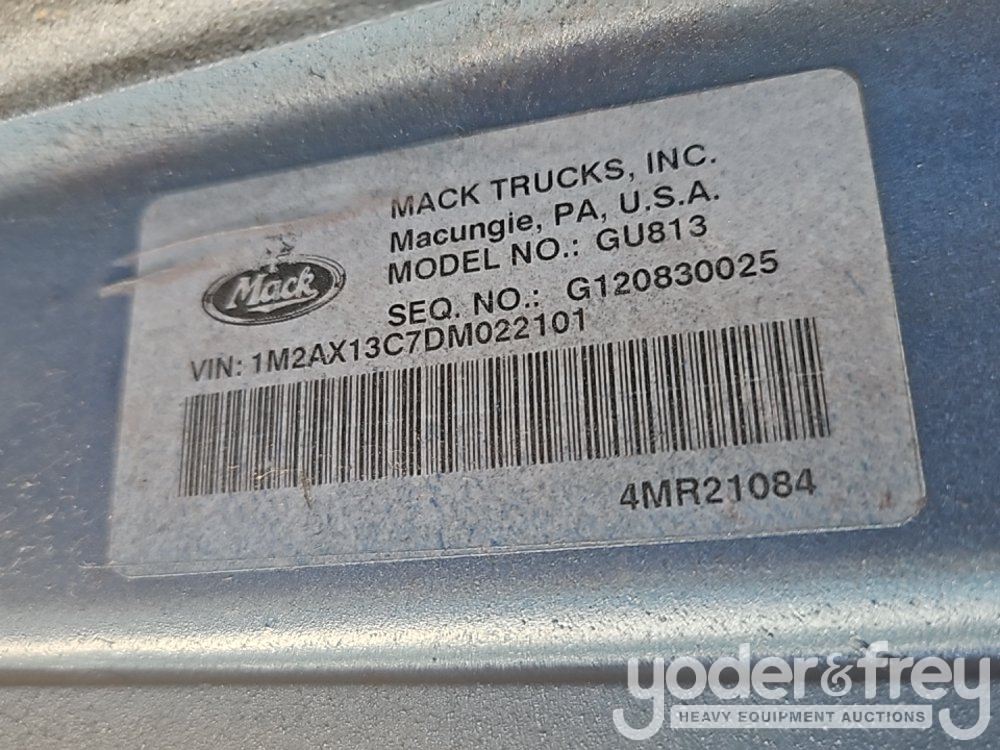 MACK TRUCKS, INC.
Macungie, PA, U.S.A.
MODEL NO.: GU813
SEQ. NO.: G120830025
Mack
VIN: 1M2AX13C7DM022101
4MR21084
yoder&frey
HEAVY EQUIPMENT AUCTIONS